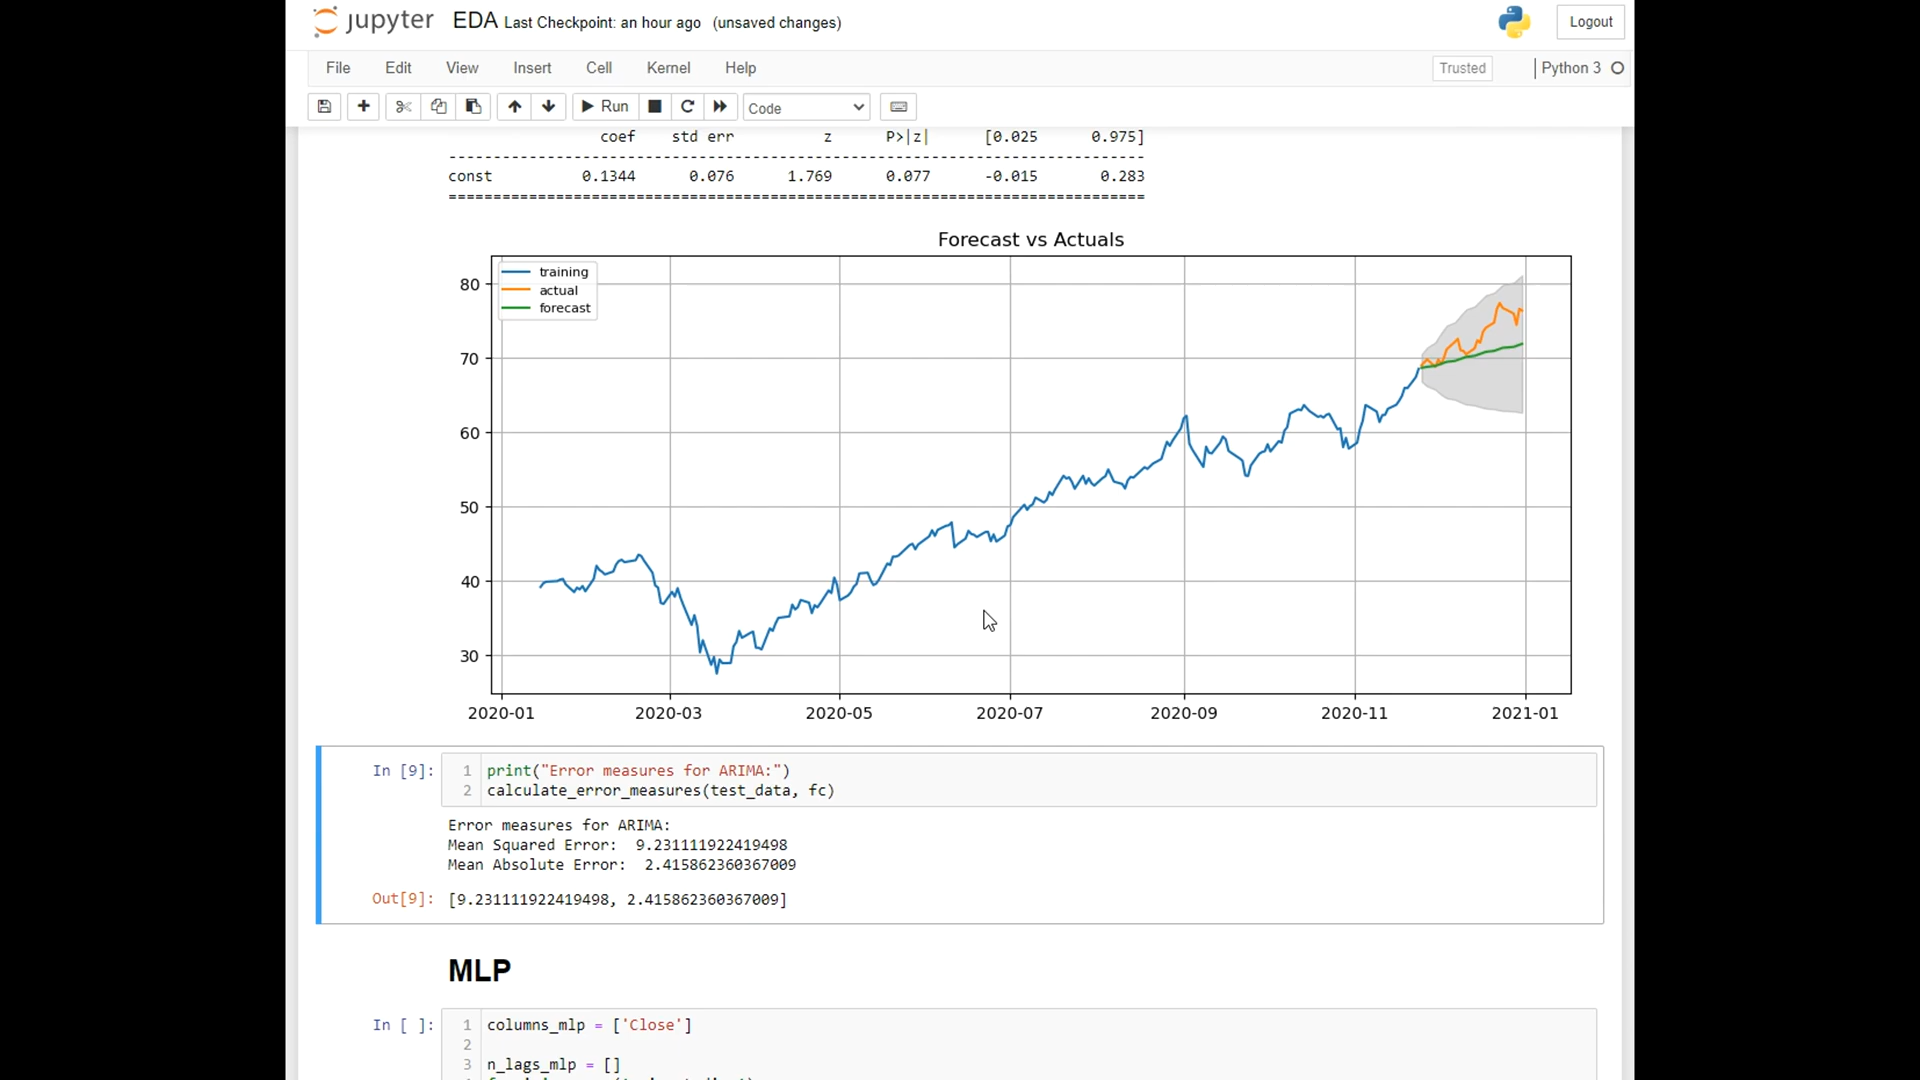 jupyter EDA Last Checkpoint: an hour ago (unsaved changes) Logout
File Edit View Insert Cell Kernel Help Trusted Python 3
Run Code
coef std err z P>|z| [0.025 0.975]
------------------------------------------------------------------------------
const 0.1344 0.076 1.769 0.077 -0.015 0.283
==============================================================================
Forecast vs Actuals
training
actual
forecast
80
70
60
50
40
30
2020-01 2020-03 2020-05 2020-07 2020-09 2020-11 2021-01
In [9]: 1 print("Error measures for ARIMA:")
2 calculate_error_measures(test_data, fc)
Error measures for ARIMA:
Mean Squared Error: 9.231111922419498
Mean Absolute Error: 2.415862360367009
Out[9]: [9.231111922419498, 2.415862360367009]
MLP
In [ ]: 1 columns_mlp = ['Close']
2
3 n_lags_mlp = []